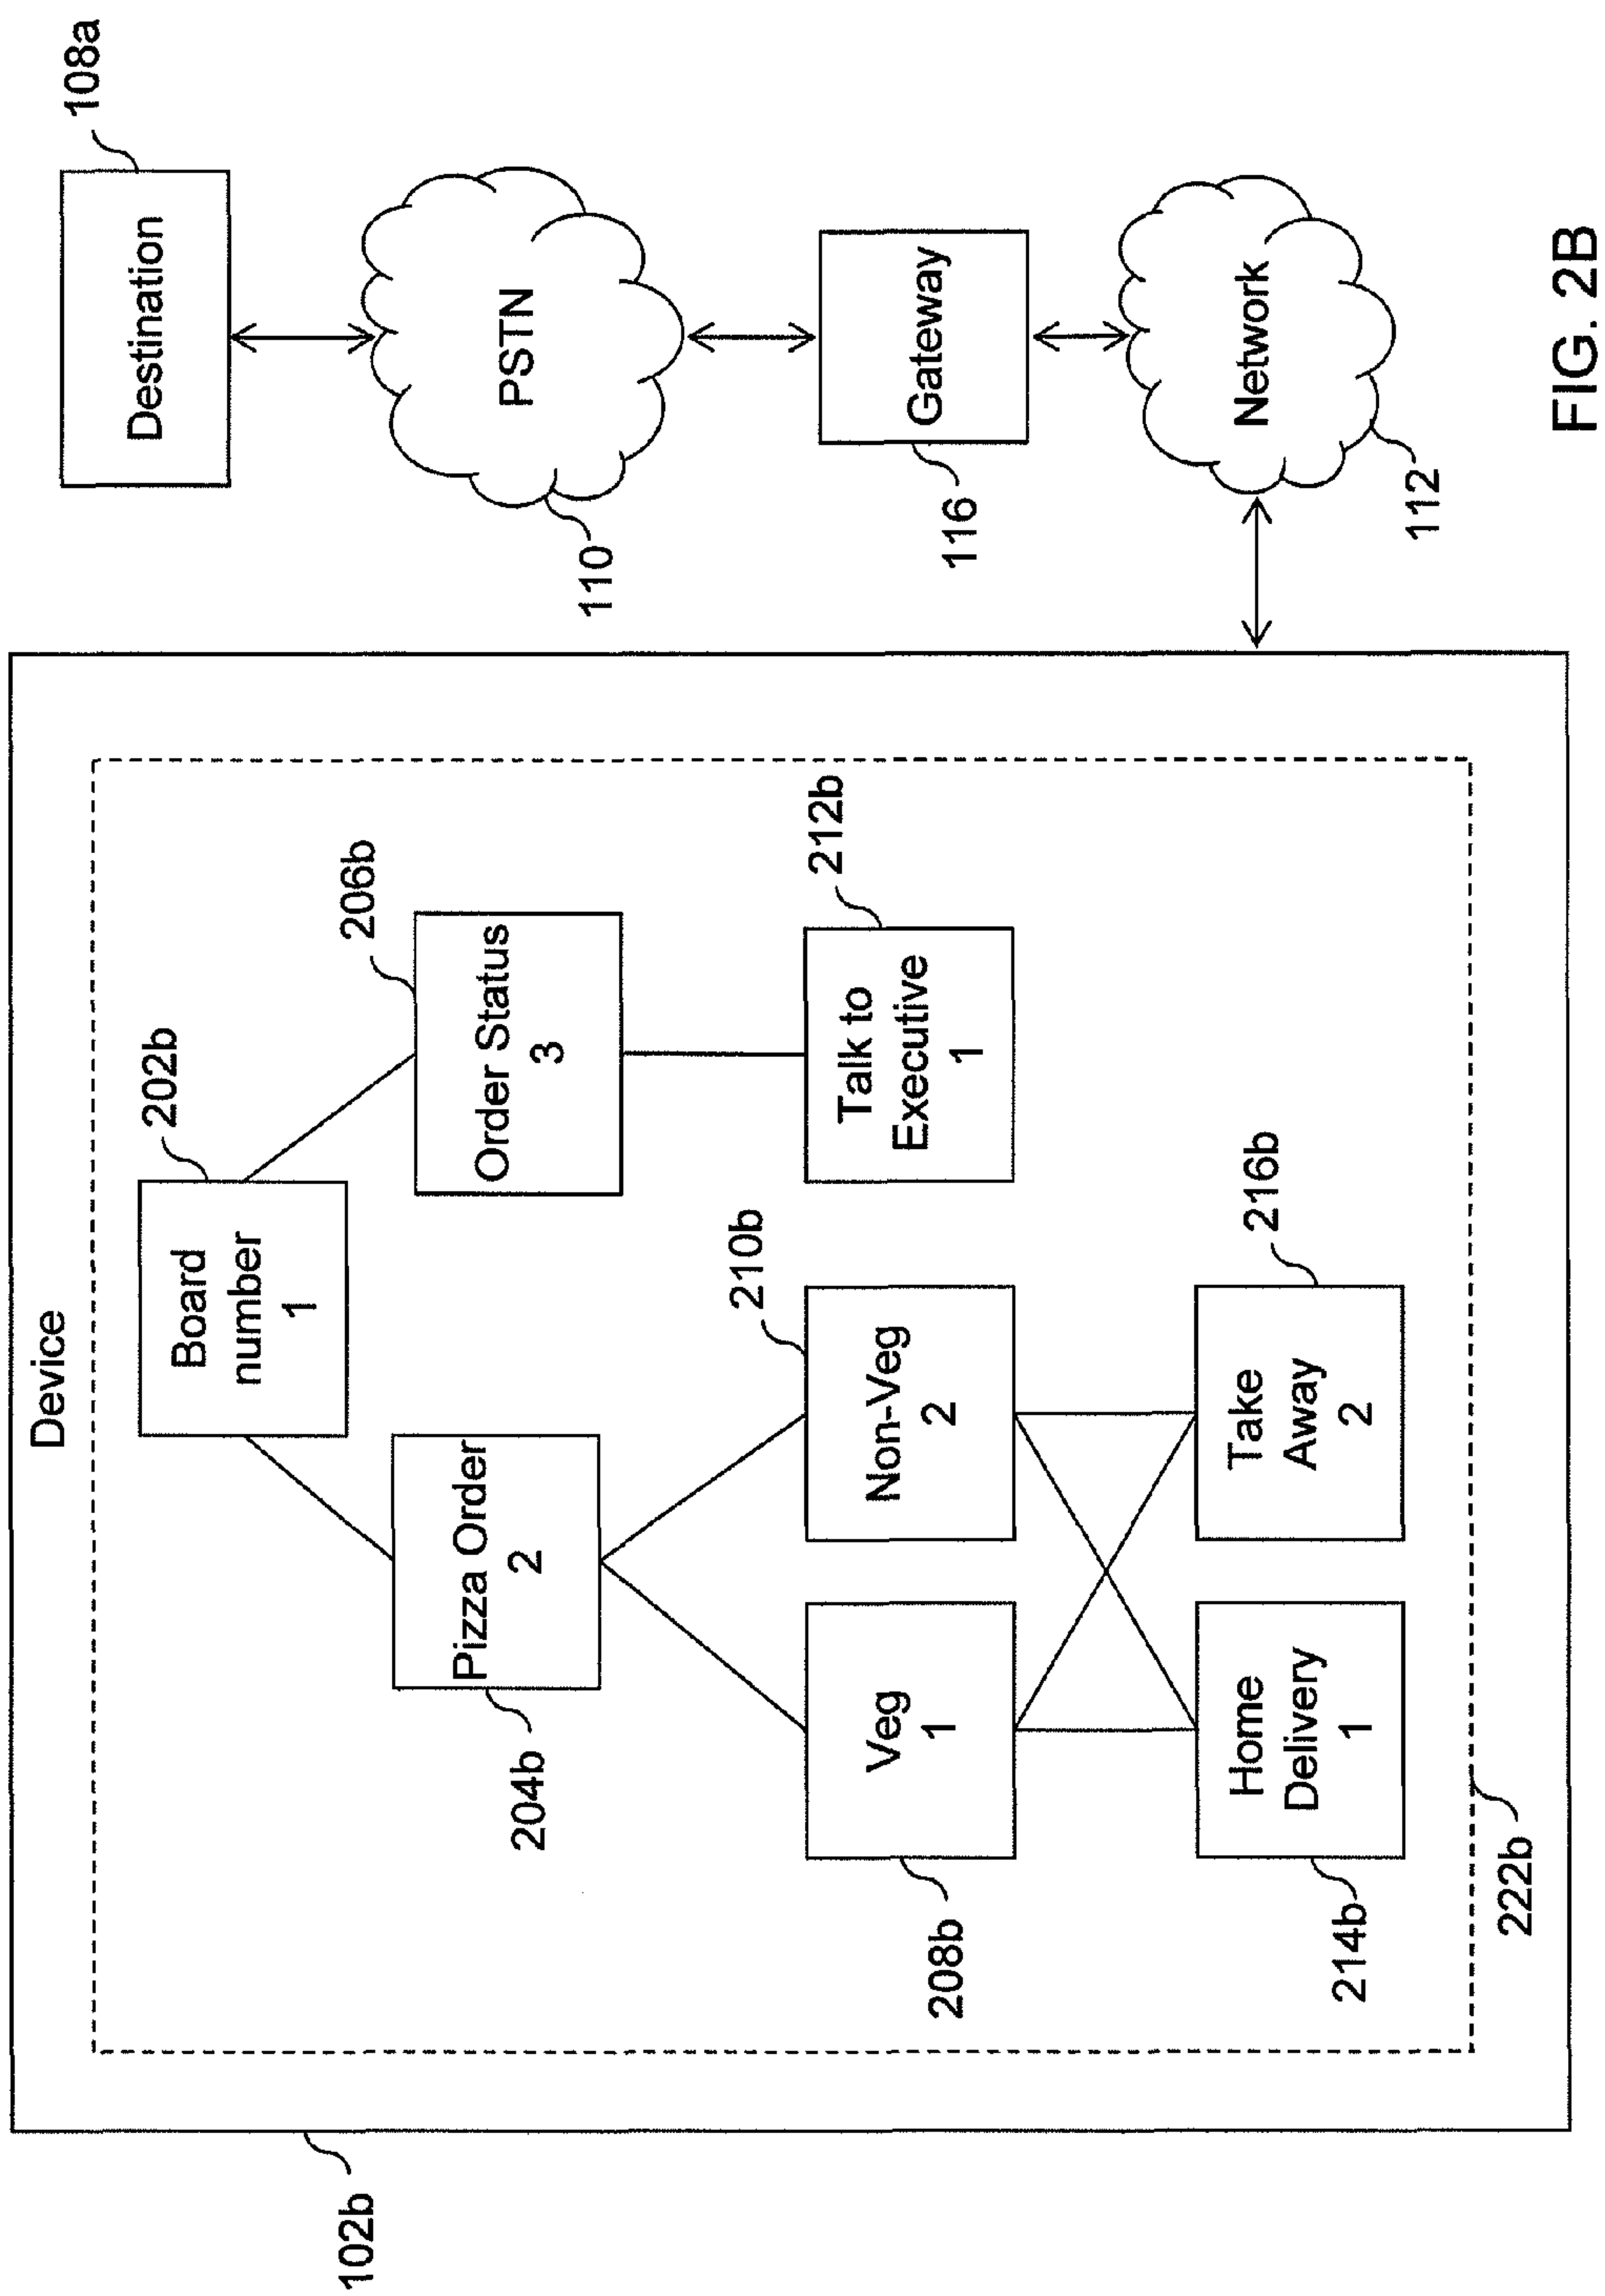 Device
102b
Board
number
1
202b
Pizza Order
2
204b
Order Status
3
206b
Veg
1
208b
Non-Veg
2
210b
Talk to
Executive
1
212b
Home
Delivery
1
214b
Take
Away
2
216b
222b
Destination
108a
PSTN
110
Gateway
116
Network
112
FIG. 2B